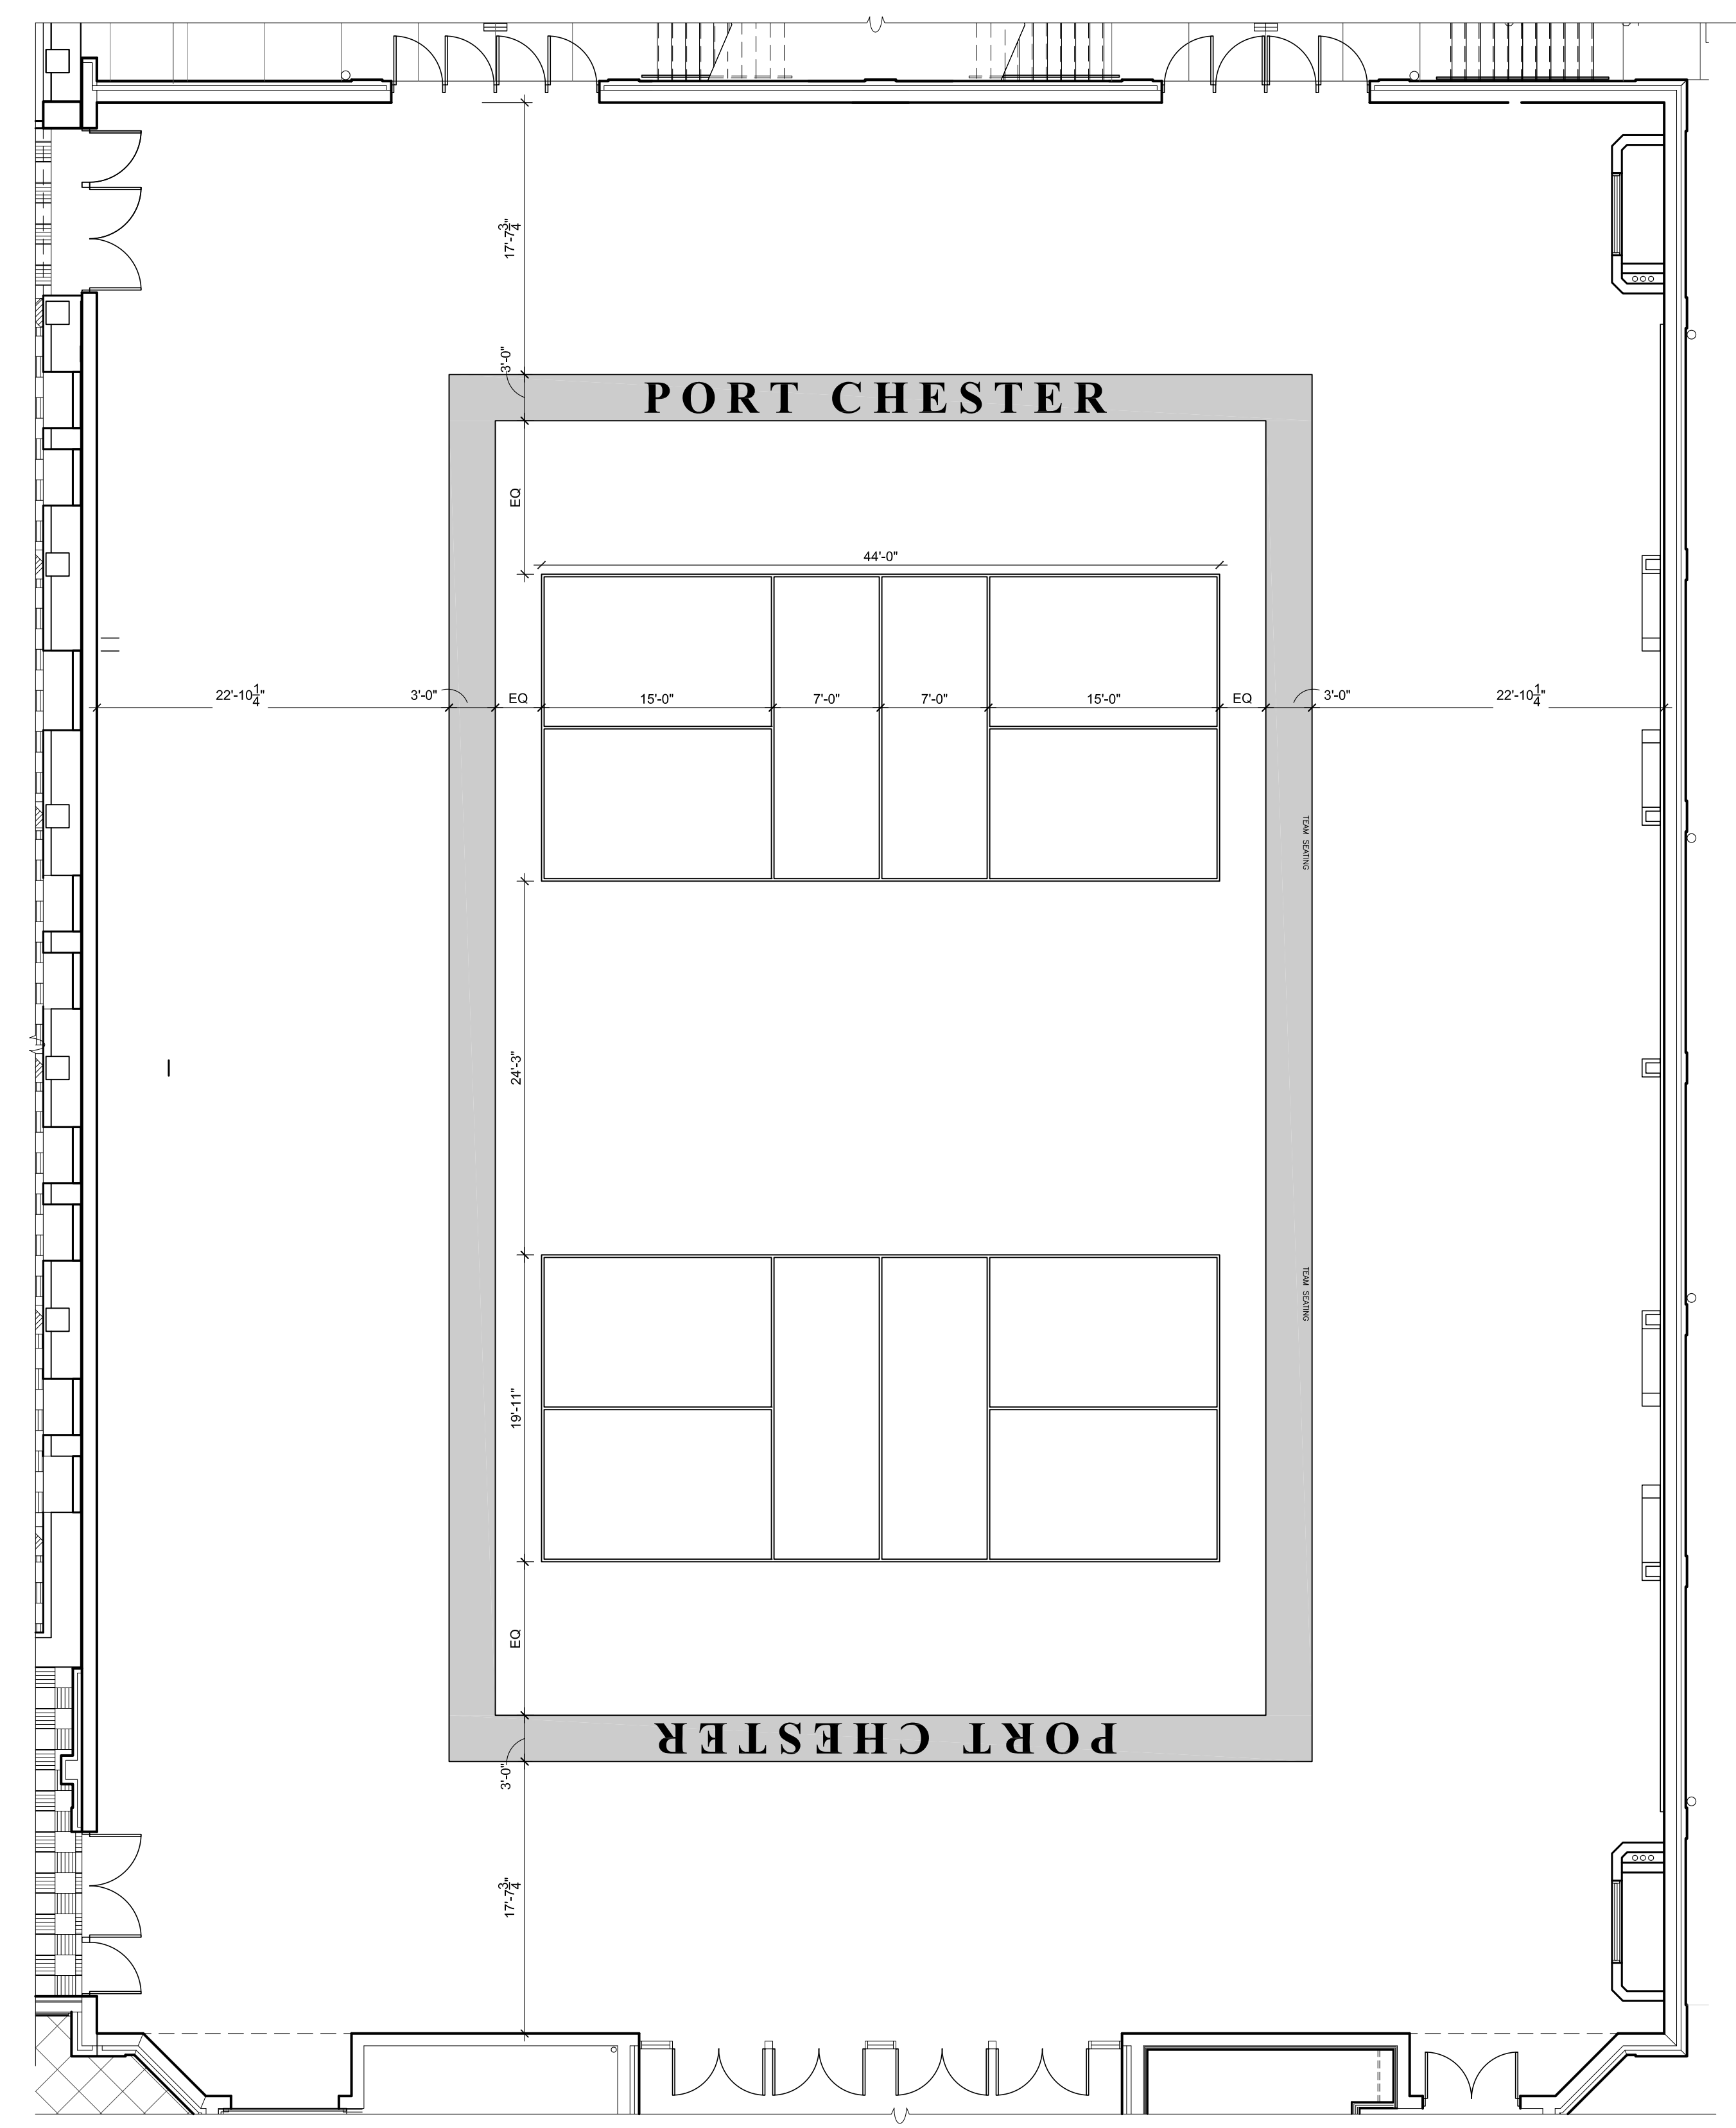 17'-7 3/4"
3'-0"
PORT CHESTER
EQ
44'-0"
22'-10 1/4"
3'-0"
EQ
15'-0"
7'-0"
7'-0"
15'-0"
EQ
3'-0"
22'-10 1/4"
TEAM SEATING
24'-3"
TEAM SEATING
19'-11"
EQ
PORT CHESTER
3'-0"
17'-7 3/4"